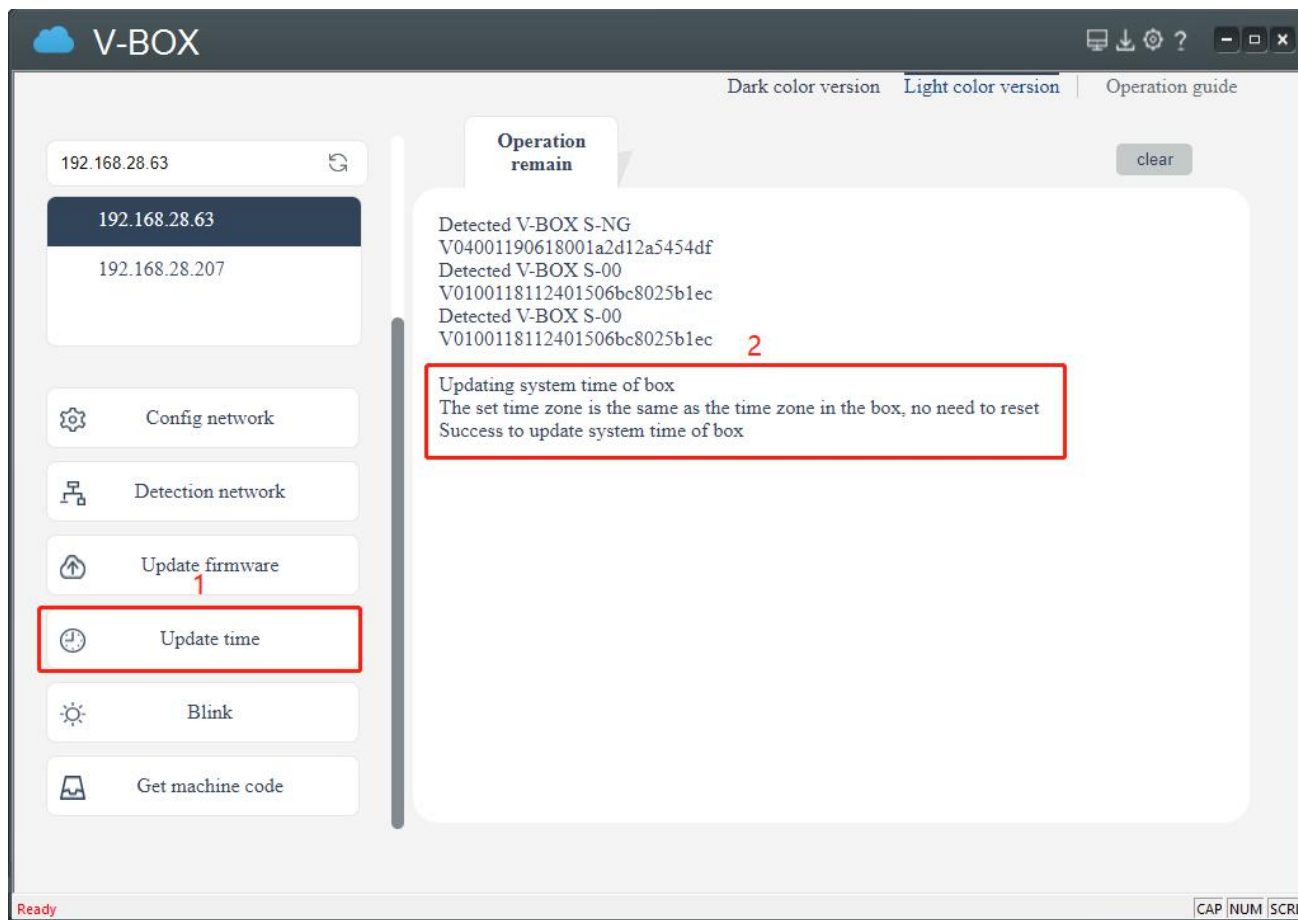 V-BOX
?
Dark color version Light color version Operation guide
192.168.28.63
Operation
remain
clear
192.168.28.63
192.168.28.207
Detected V-BOX S-NG
V04001190618001a2d12a5454df
Detected V-BOX S-00
V0100118112401506bc8025b1ec
Detected V-BOX S-00
V0100118112401506bc8025b1ec
2
Updating system time of box
The set time zone is the same as the time zone in the box, no need to reset
Success to update system time of box
Config network
Detection network
Update firmware
1
Update time
Blink
Get machine code
Ready
CAP NUM SCRI